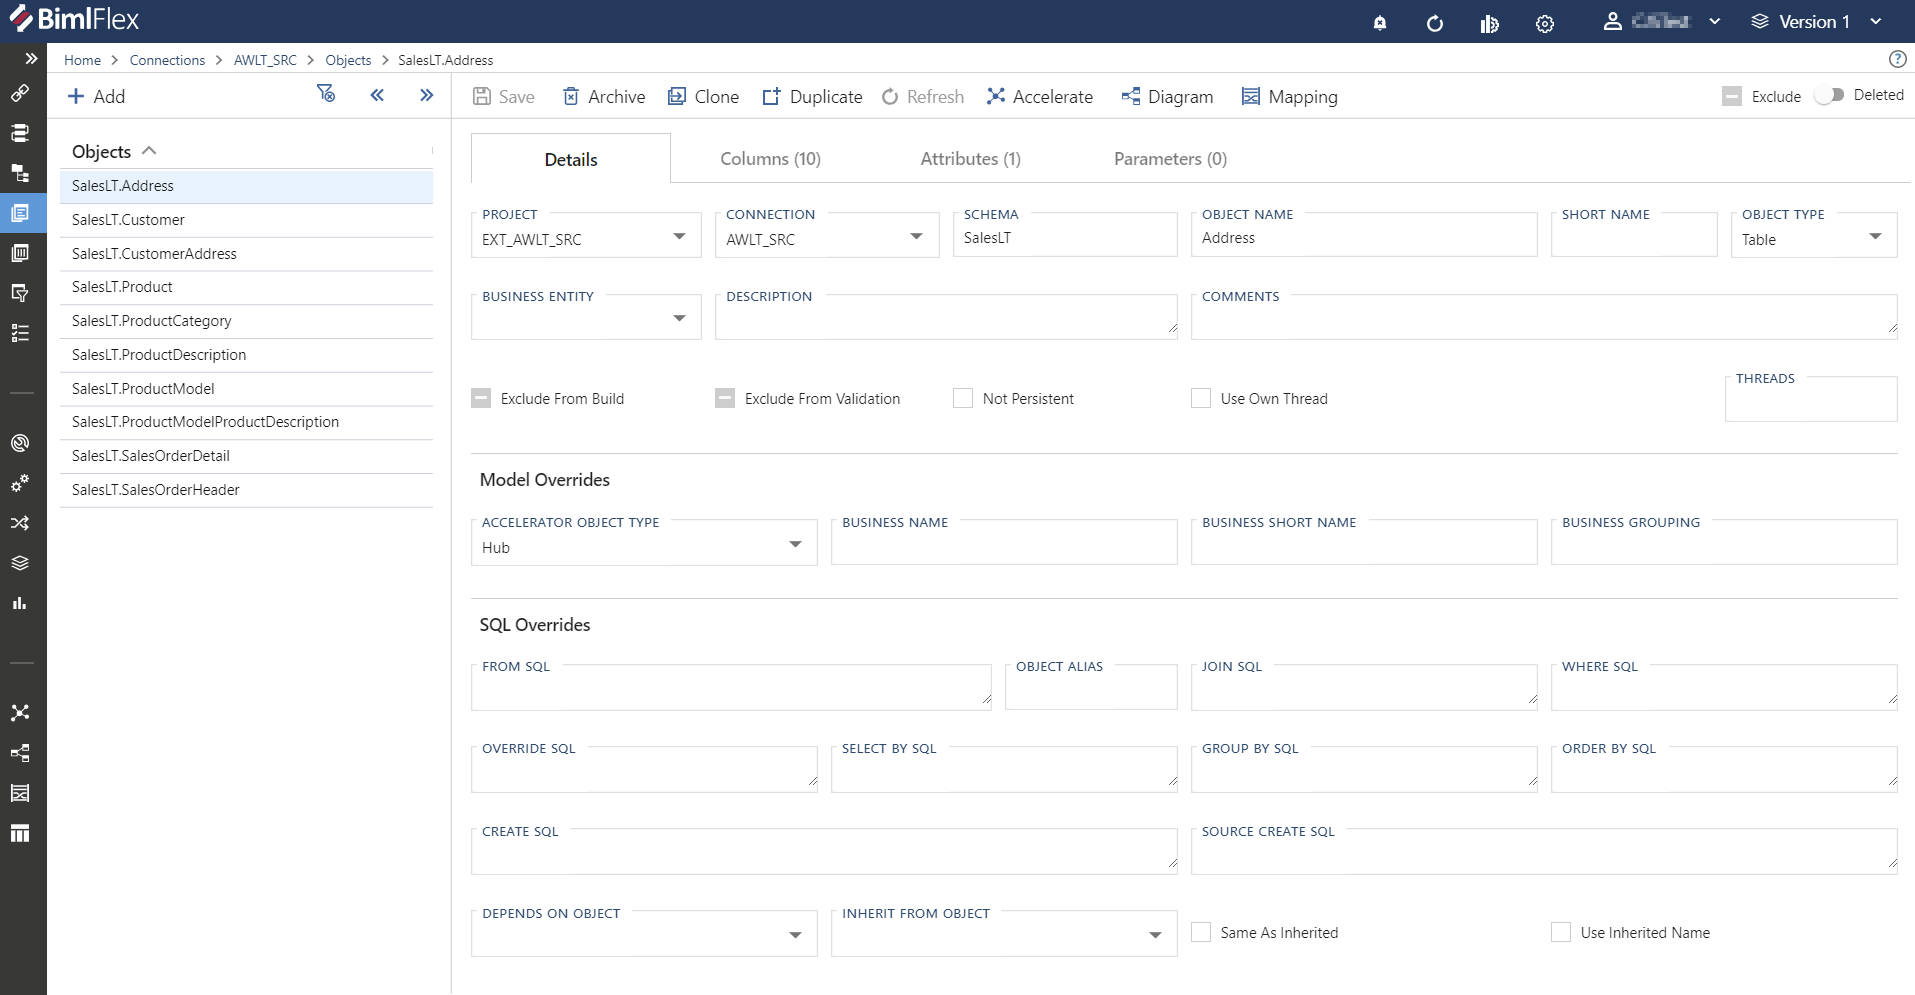 BimlFlex
Version 1
Home > Connections > AWLT_SRC > Objects > SalesLT.Address
Add
Save Archive Clone Duplicate Refresh Accelerate Diagram Mapping Exclude Deleted
Objects
SalesLT.Address
SalesLT.Customer
SalesLT.CustomerAddress
SalesLT.Product
SalesLT.ProductCategory
SalesLT.ProductDescription
SalesLT.ProductModel
SalesLT.ProductModelProductDescription
SalesLT.SalesOrderDetail
SalesLT.SalesOrderHeader
Details Columns (10) Attributes (1) Parameters (0)
PROJECT CONNECTION SCHEMA OBJECT NAME SHORT NAME OBJECT TYPE
EXT_AWLT_SRC AWLT_SRC SalesLT Address Table
BUSINESS ENTITY DESCRIPTION COMMENTS
Exclude From Build Exclude From Validation Not Persistent Use Own Thread THREADS
Model Overrides
ACCELERATOR OBJECT TYPE BUSINESS NAME BUSINESS SHORT NAME BUSINESS GROUPING
Hub
SQL Overrides
FROM SQL OBJECT ALIAS JOIN SQL WHERE SQL
OVERRIDE SQL SELECT BY SQL GROUP BY SQL ORDER BY SQL
CREATE SQL SOURCE CREATE SQL
DEPENDS ON OBJECT INHERIT FROM OBJECT
Same As Inherited Use Inherited Name